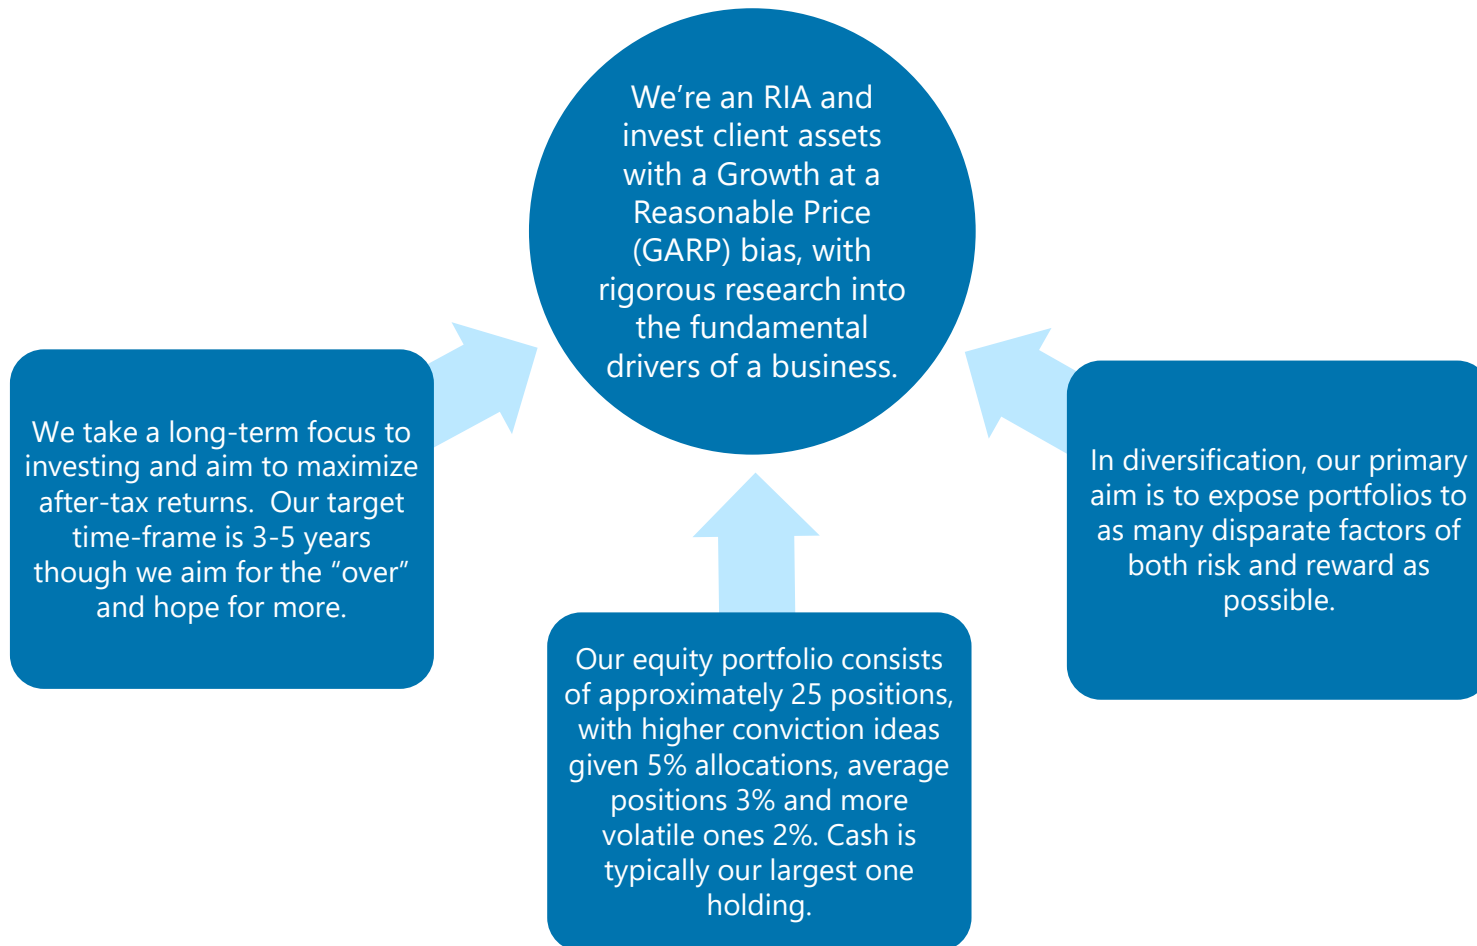 We’re an RIA and
invest client assets
with a Growth at a
Reasonable Price
(GARP) bias, with
rigorous research into
the fundamental
drivers of a business.
We take a long-term focus to
investing and aim to maximize
after-tax returns.  Our target
time-frame is 3-5 years
though we aim for the “over”
and hope for more.
Our equity portfolio consists
of approximately 25 positions,
with higher conviction ideas
given 5% allocations, average
positions 3% and more
volatile ones 2%. Cash is
typically our largest one
holding.
In diversification, our primary
aim is to expose portfolios to
as many disparate factors of
both risk and reward as
possible.